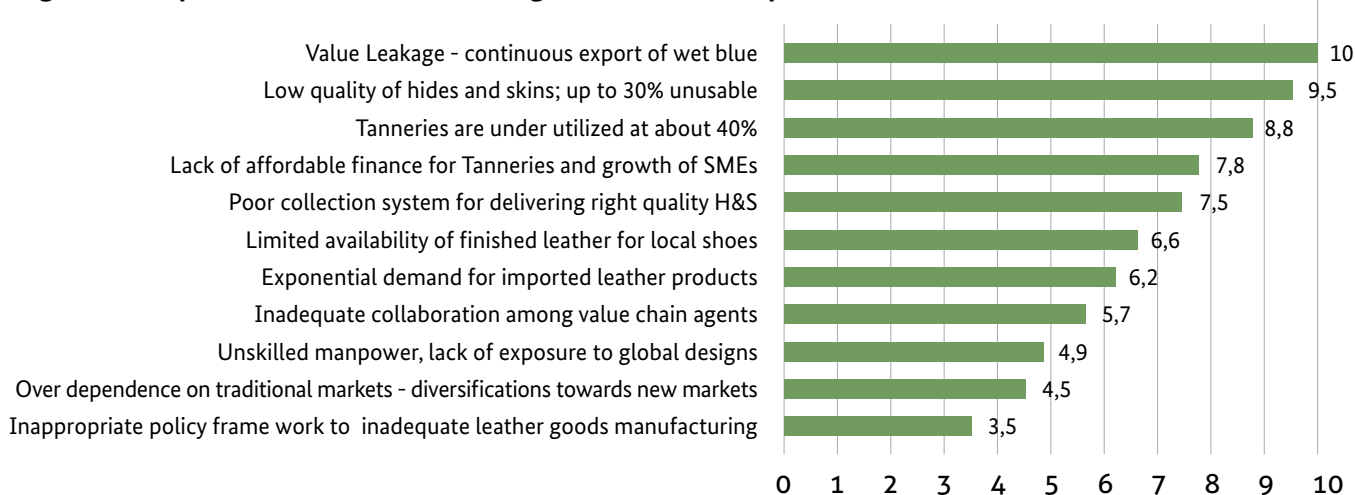 Value Leakage - continuous export of wet blue 10
Low quality of hides and skins; up to 30% unusable 9,5
Tanneries are under utilized at about 40% 8,8
Lack of affordable finance for Tanneries and growth of SMEs 7,8
Poor collection system for delivering right quality H&S 7,5
Limited availability of finished leather for local shoes 6,6
Exponential demand for imported leather products 6,2
Inadequate collaboration among value chain agents 5,7
Unskilled manpower, lack of exposure to global designs 4,9
Over dependence on traditional markets - diversifications towards new markets 4,5
Inappropriate policy frame work to inadequate leather goods manufacturing 3,5
0 1 2 3 4 5 6 7 8 9 10